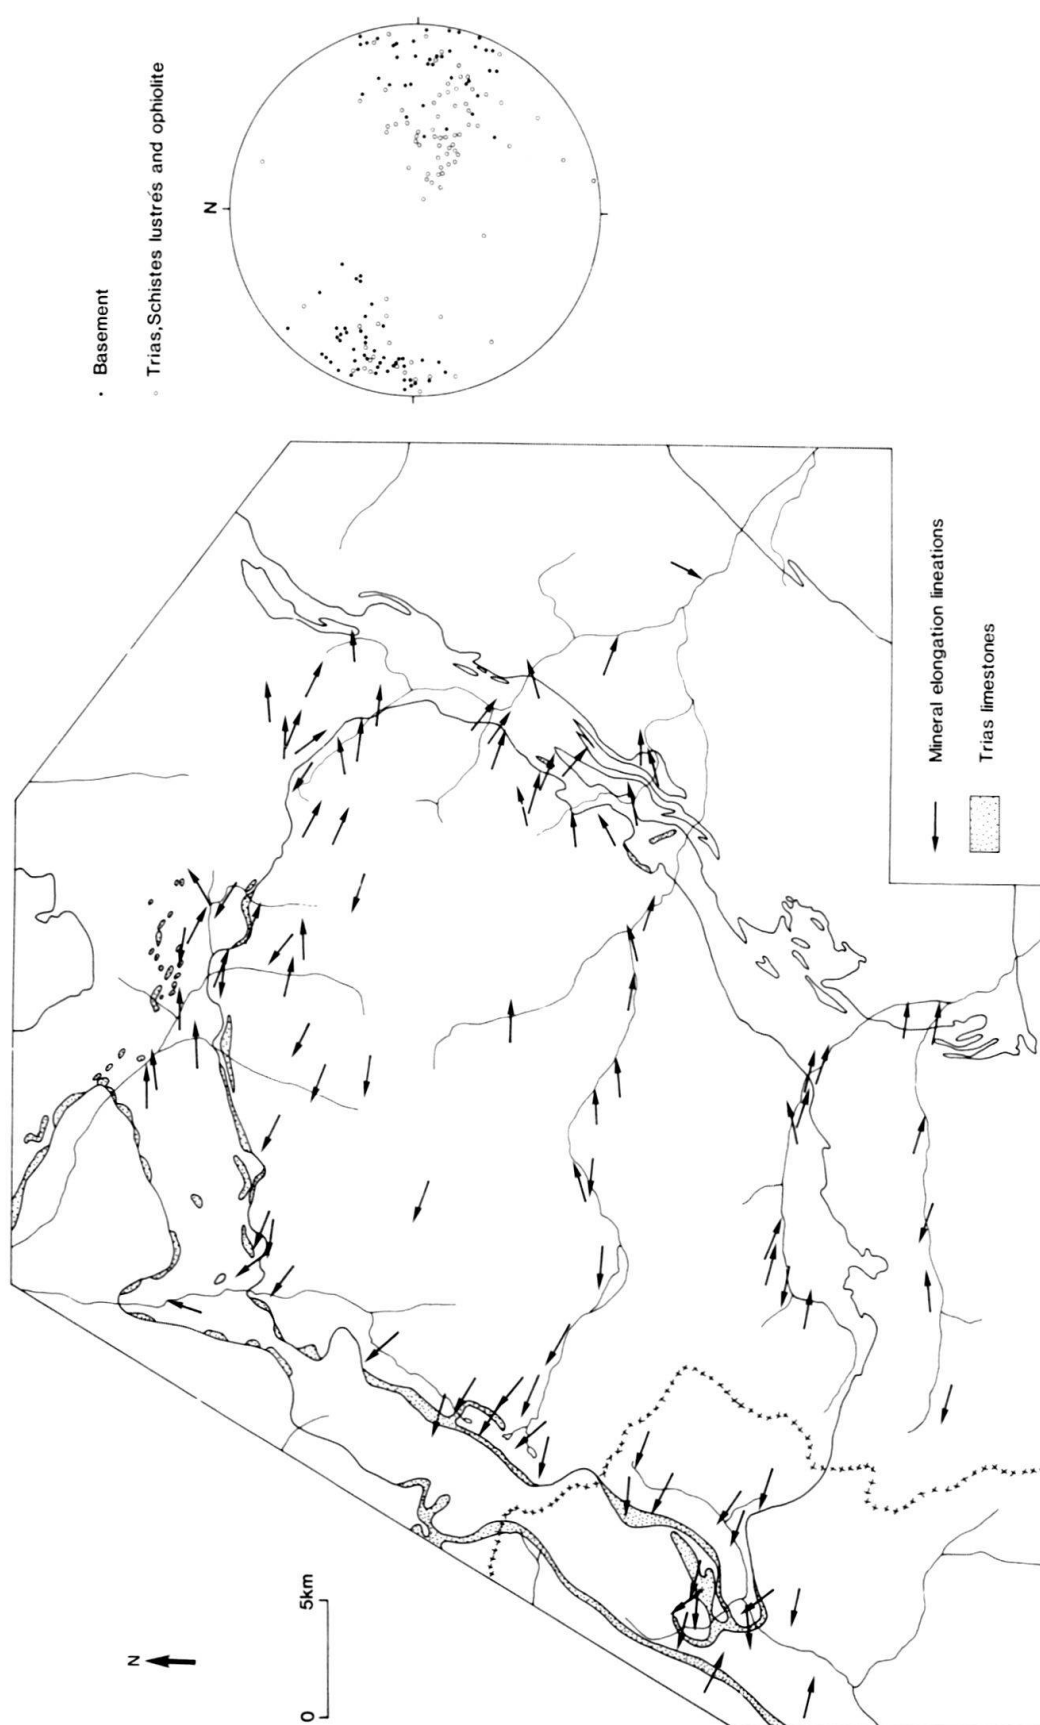 • Basement
○ Trias, Schistes lustrés and ophiolite
N
N
0 5km
Mineral elongation lineations
Trias limestones